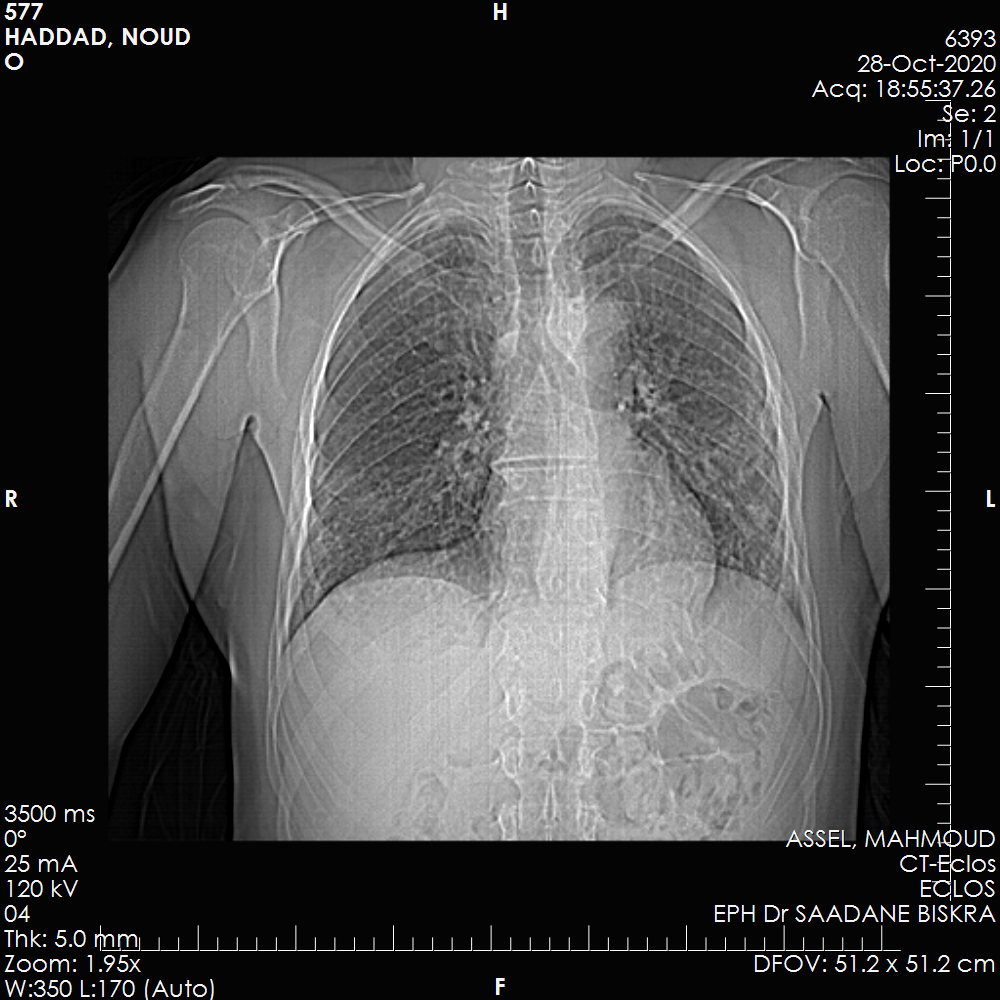 577
HADDAD, NOUD
O
H
6393
28-Oct-2020
Acq: 18:55:37.26
Se: 2
Im: 1/1
Loc: P0.0
R
L
3500 ms
0°
25 mA
120 kV
04
Thk: 5.0 mm
Zoom: 1.95x
W:350 L:170 (Auto)
F
ASSEL, MAHMOUD
CT-Eclos
ECLOS
EPH Dr SAADANE BISKRA
DFOV: 51.2 x 51.2 cm